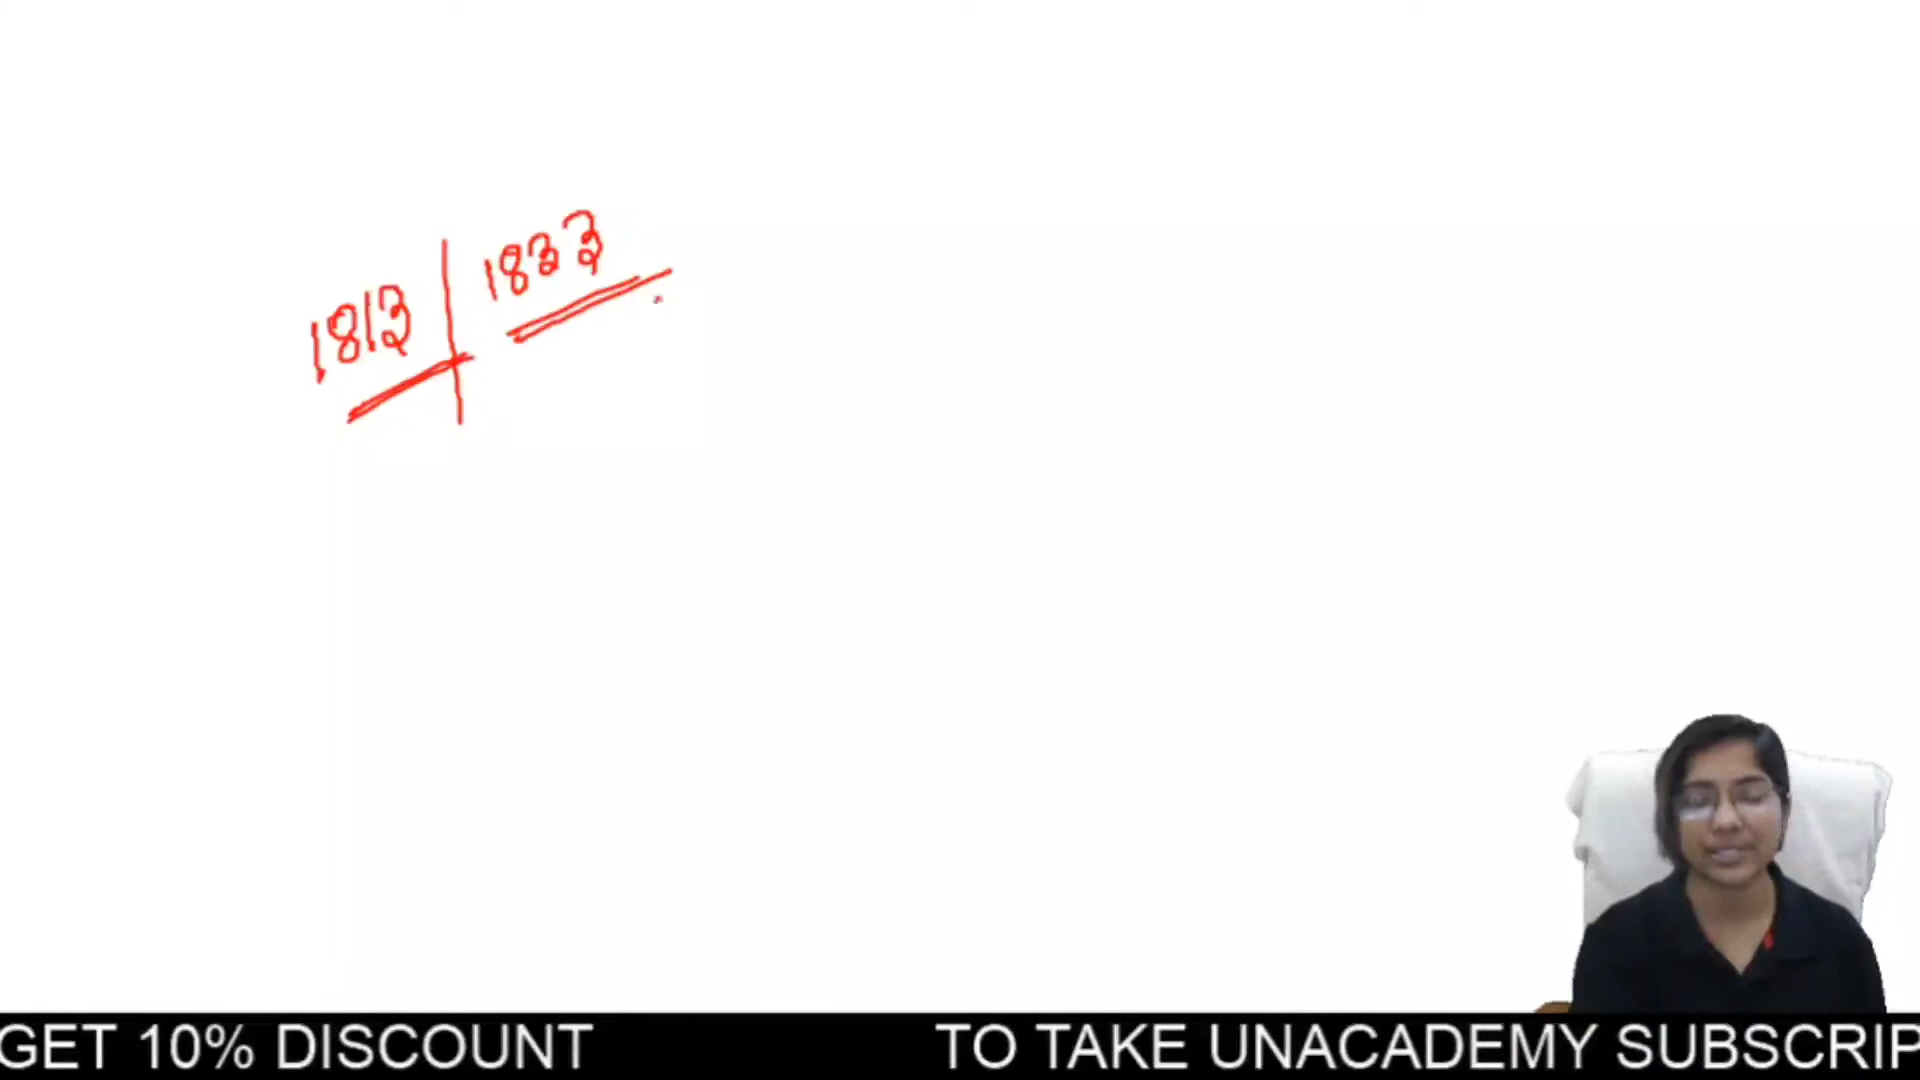 1813 | 1833
GET 10% DISCOUNT TO TAKE UNACADEMY SUBSCRIP